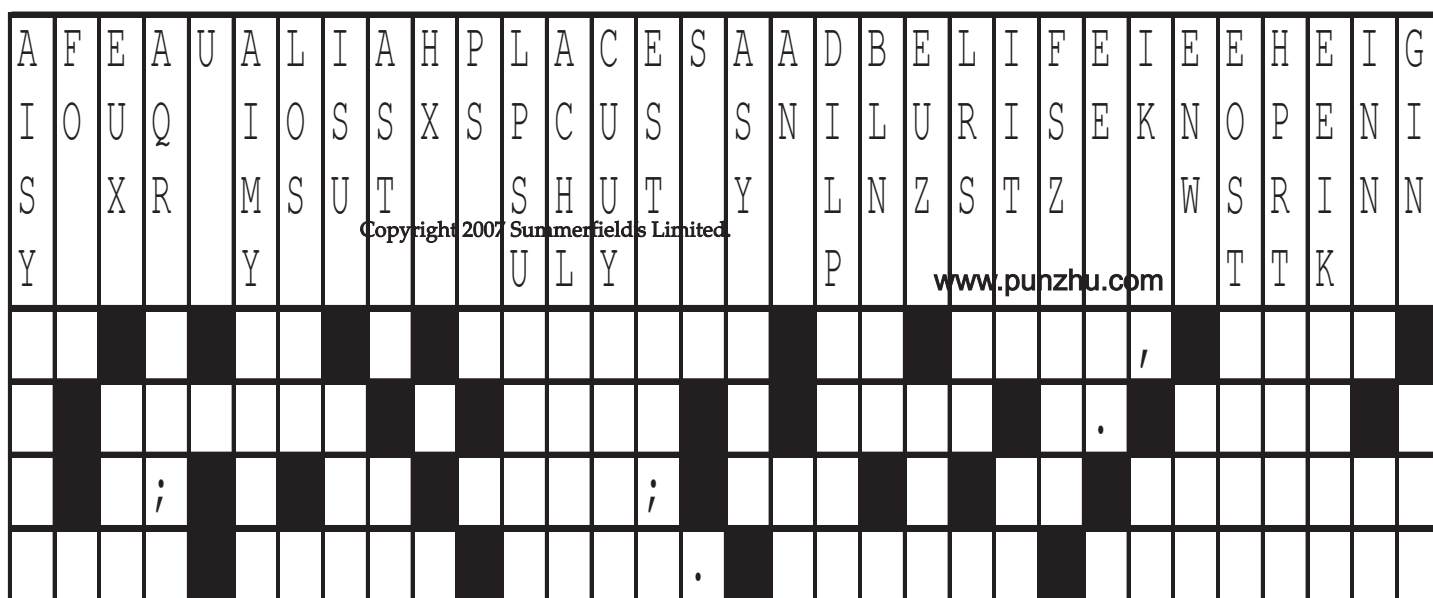 A F E A U A L I A H P L A C E S A A D B E L I F E I E E H E I G
I O U Q I O S S X S P C U S S N I L U R I S E K N O P E N I
S X R M S U T S H U T Y L N Z S T Z W S R I N N
Copyright 2007 Summerfield's Limited.
Y Y U L Y P T T K
www.punzhu.com
,
.
; ;
.